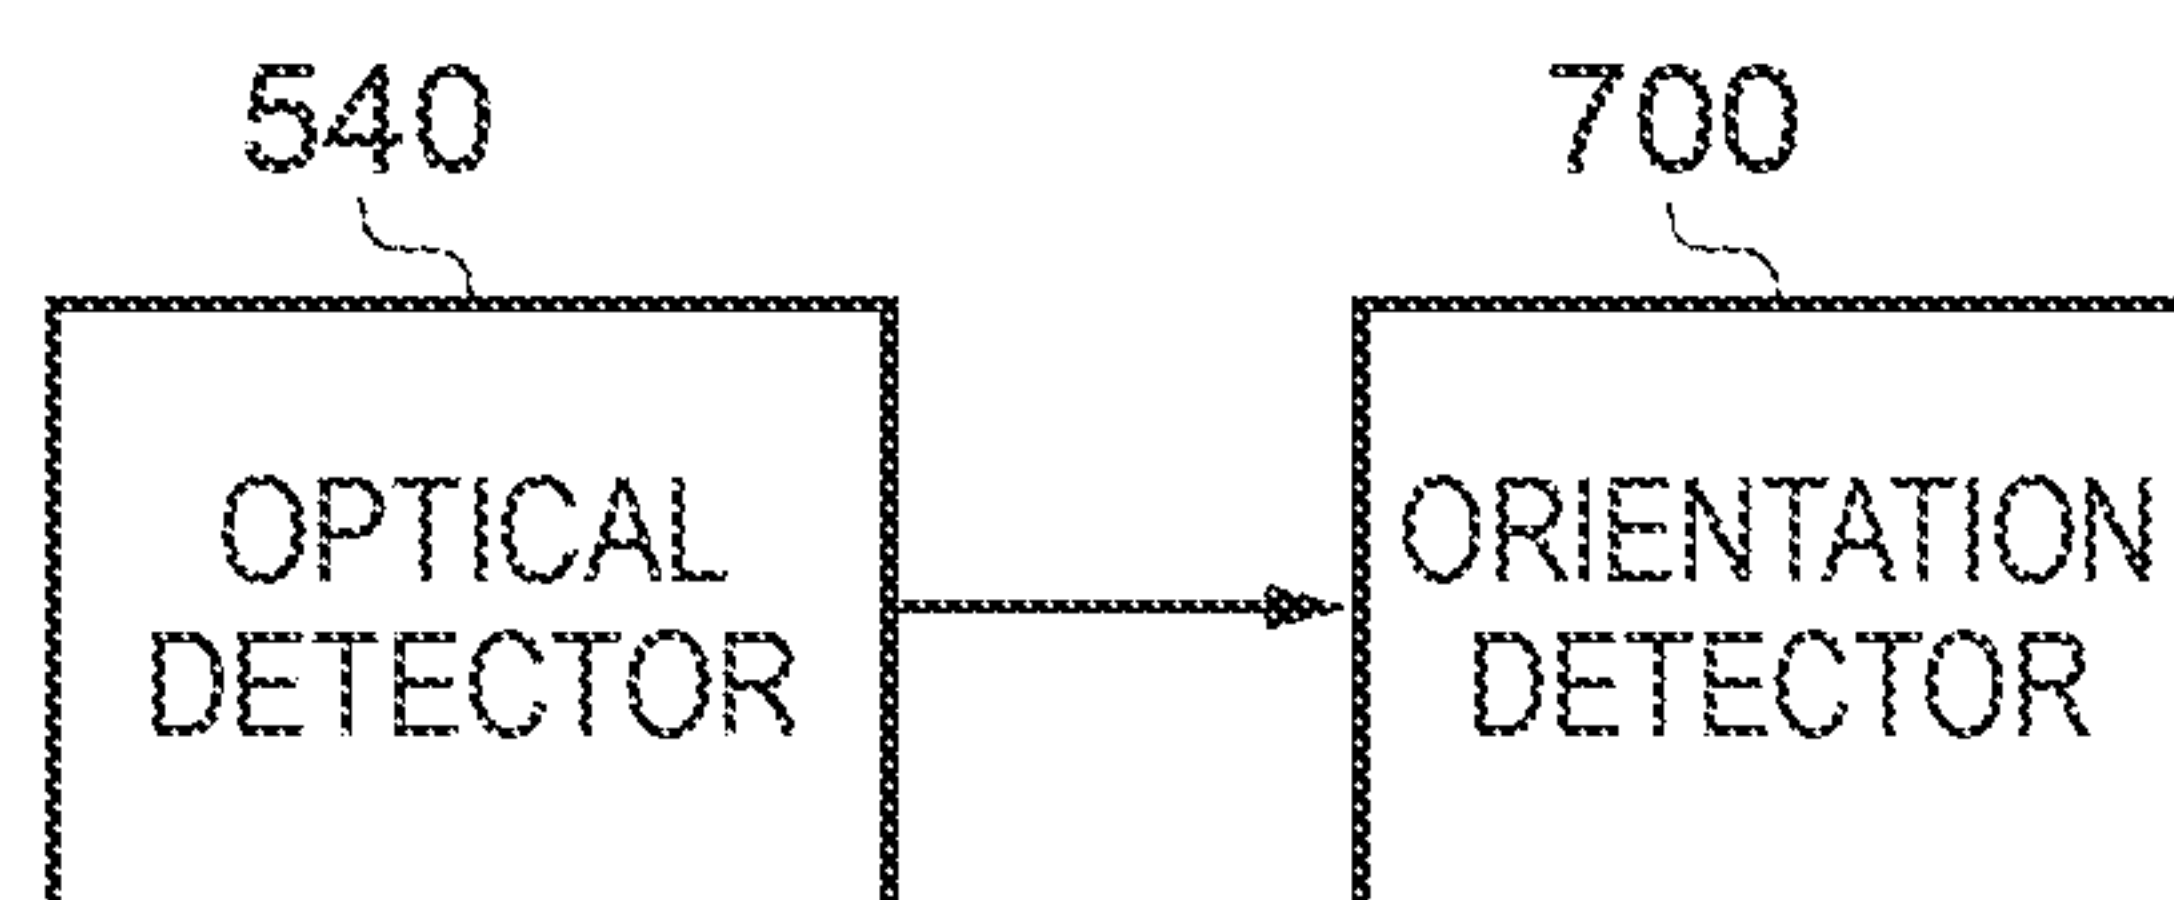 540
700
OPTICAL
DETECTOR
ORIENTATION
DETECTOR